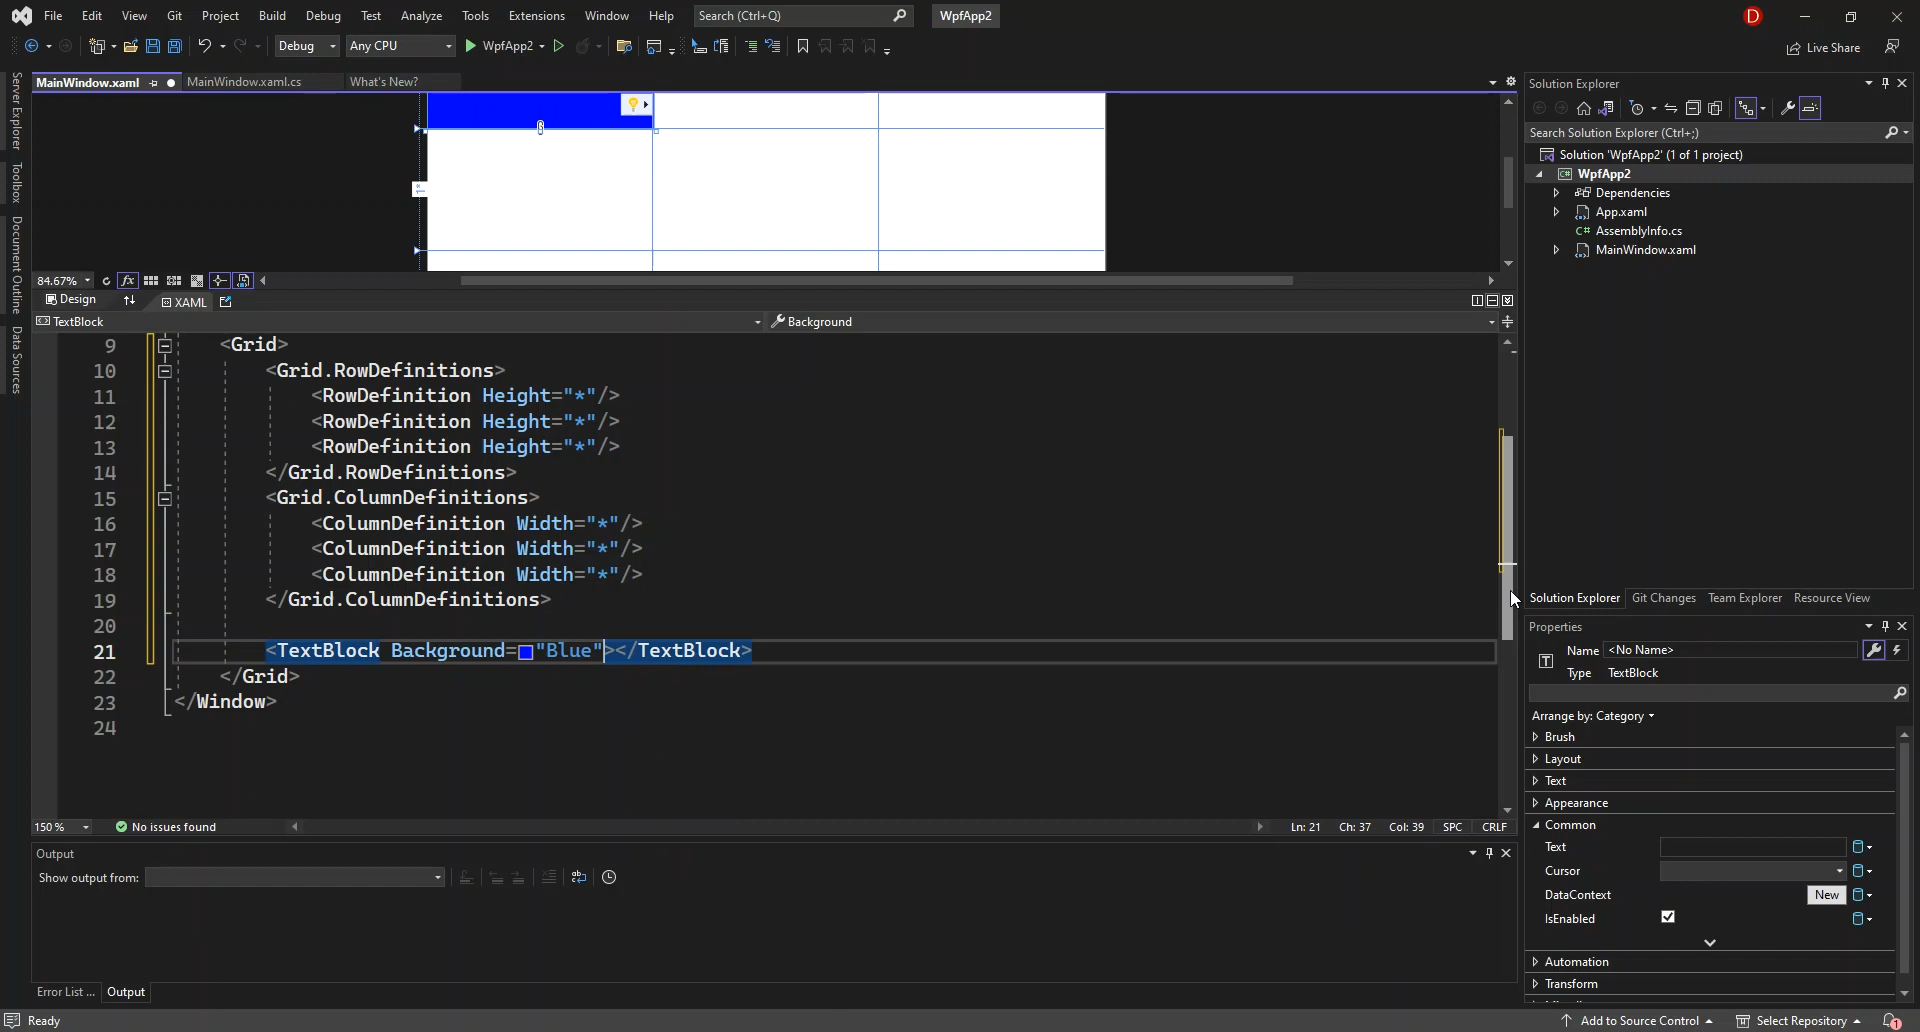 File Edit View Git Project Build Debug Test Analyze Tools Extensions Window Help Search (Ctrl+Q) WpfApp2 D
Debug Any CPU WpfApp2 Live Share
MainWindow.xaml MainWindow.xaml.cs What's New?
Server Explorer
Toolbox
Document Outline
Data Sources
84.67% fx
Design XAML
TextBlock Background
9 <Grid>
10 <Grid.RowDefinitions>
11 <RowDefinition Height="*"/>
12 <RowDefinition Height="*"/>
13 <RowDefinition Height="*"/>
14 </Grid.RowDefinitions>
15 <Grid.ColumnDefinitions>
16 <ColumnDefinition Width="*"/>
17 <ColumnDefinition Width="*"/>
18 <ColumnDefinition Width="*"/>
19 </Grid.ColumnDefinitions>
20
21 <TextBlock Background="Blue"></TextBlock>
22 </Grid>
23 </Window>
24
150 % No issues found Ln: 21 Ch: 37 Col: 39 SPC CRLF
Output
Show output from:
Error List ... Output
Solution Explorer
Search Solution Explorer (Ctrl+;)
Solution 'WpfApp2' (1 of 1 project)
C# WpfApp2
Dependencies
App.xaml
C# AssemblyInfo.cs
MainWindow.xaml
Solution Explorer Git Changes Team Explorer Resource View
Properties
Name <No Name>
T Type TextBlock
Arrange by: Category
Brush
Layout
Text
Appearance
Common
Text
Cursor
DataContext New
IsEnabled
Automation
Transform
Ready Add to Source Control Select Repository 1